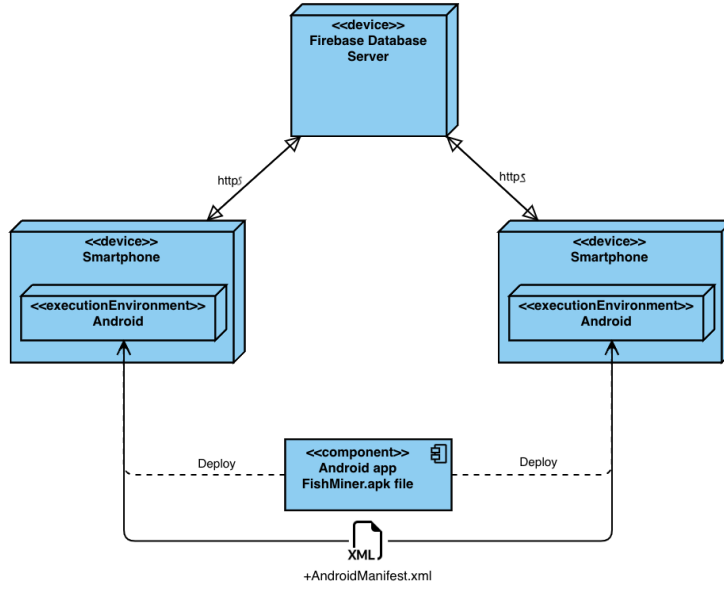 <<device>>
Firebase Database
Server
https
https
<<device>>
Smartphone
<<executionEnvironment>>
Android
<<device>>
Smartphone
<<executionEnvironment>>
Android
Deploy
<<component>>
Android app
FishMiner.apk file
Deploy
XML
+AndroidManifest.xml